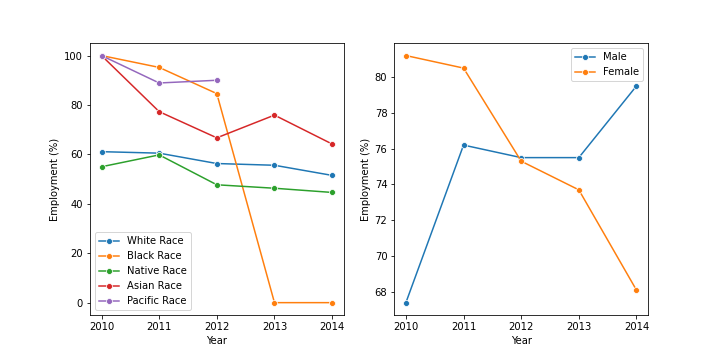 100
80
60
40
20
0
Employment (%)
2010 2011 2012 2013 2014
Year
White Race
Black Race
Native Race
Asian Race
Pacific Race
80
78
76
74
72
70
68
Employment (%)
2010 2011 2012 2013 2014
Year
Male
Female